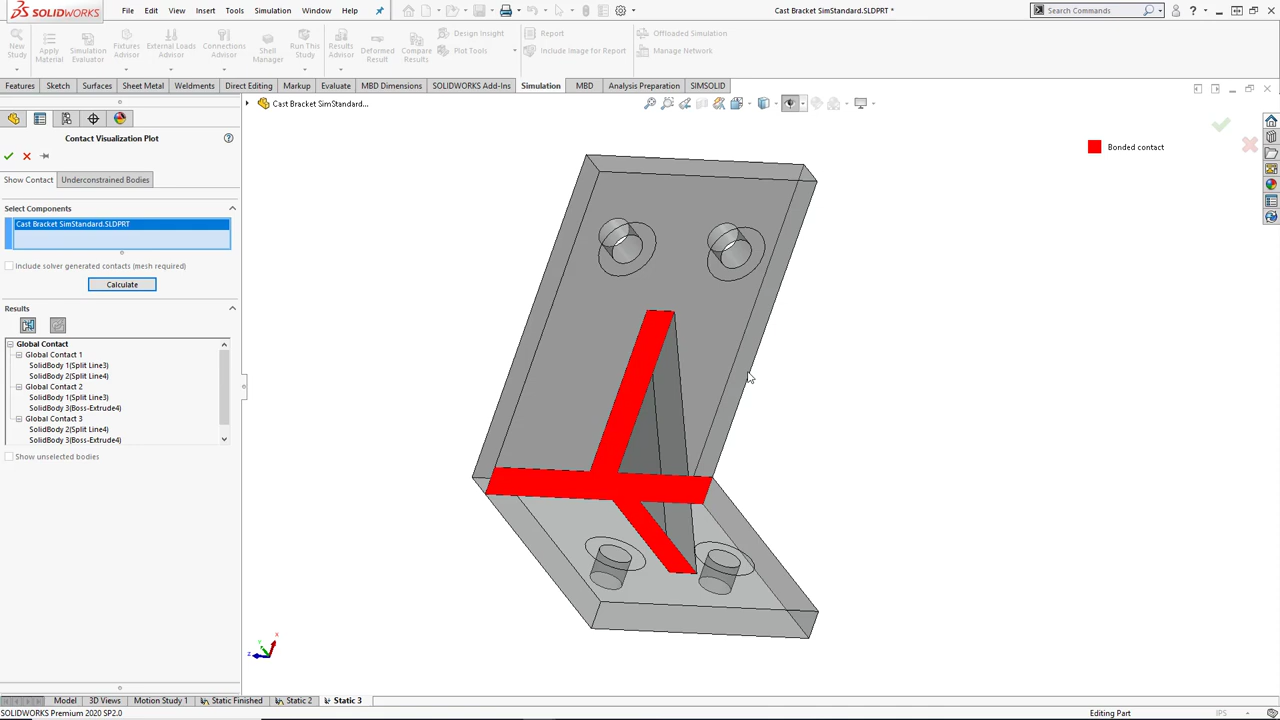 SOLIDWORKS File Edit View Insert Tools Simulation Window Help Cast Bracket SimStandard.SLDPRT * Search Commands
New Study
Apply Material
Simulation Evaluator
Fixtures Advisor
External Loads Advisor
Connections Advisor
Shell Manager
Run This Study
Results Advisor
Deformed Result
Compare Results
Design Insight
Plot Tools
Report
Include Image for Report
Offloaded Simulation
Manage Network
Features Sketch Surfaces Sheet Metal Weldments Direct Editing Markup Evaluate MBD Dimensions SOLIDWORKS Add-Ins Simulation MBD Analysis Preparation SIMSOLID
Cast Bracket SimStandard...
Contact Visualization Plot
Show Contact Underconstrained Bodies
Select Components
Cast Bracket SimStandard.SLDPRT
Include solver generated contacts (mesh required)
Calculate
Results
Global Contact
Global Contact 1
SolidBody 1(Split Line3)
SolidBody 2(Split Line4)
Global Contact 2
SolidBody 1(Split Line3)
SolidBody 3(Boss-Extrude4)
Global Contact 3
SolidBody 2(Split Line4)
SolidBody 3(Boss-Extrude4)
Show unselected bodies
Bonded contact
X
Y
Z
Model 3D Views Motion Study 1 Static Finished Static 2 Static 3
SOLIDWORKS Premium 2020 SP2.0 Editing Part IPS